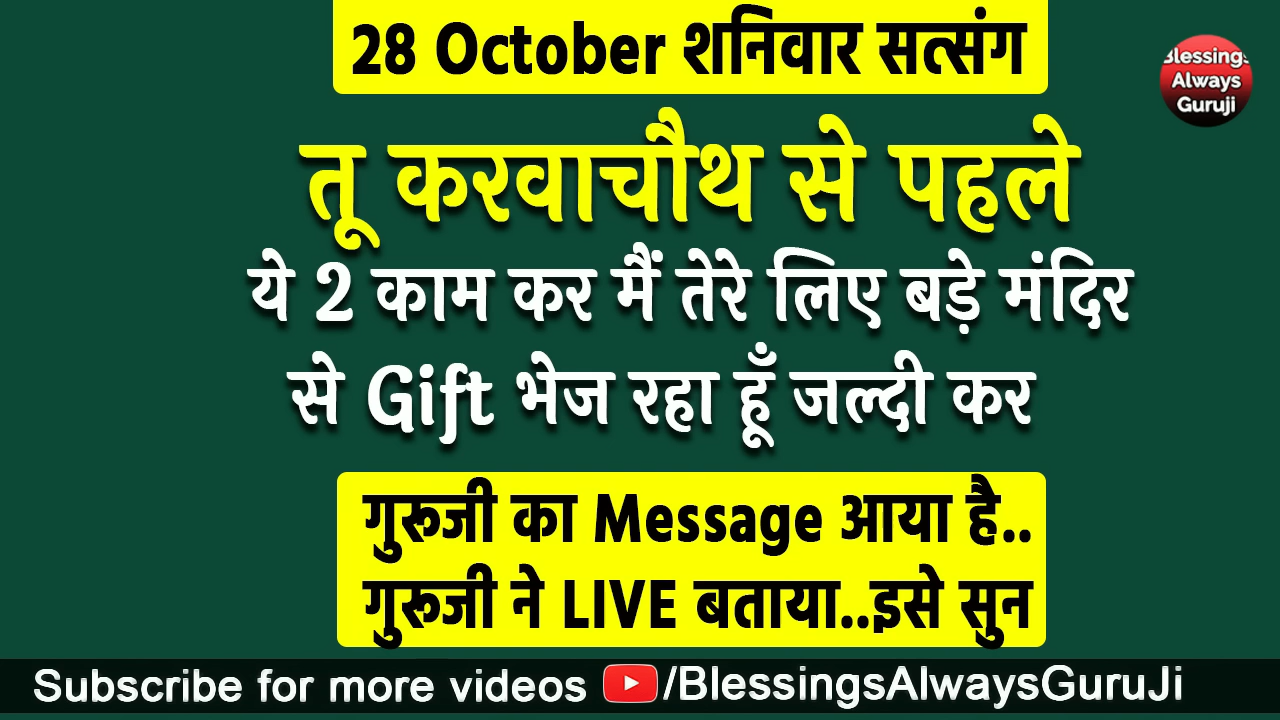 28 October शनिवार सत्संग
Blessings
Always
Guruji
तू करवाचौथ से पहले
ये 2 काम कर मैं तेरे लिए बड़े मंदिर
से Gift भेज रहा हूँ जल्दी कर
गुरूजी का Message आया है..
गुरूजी ने LIVE बताया..इसे सुन
Subscribe for more videos /BlessingsAlwaysGuruJi